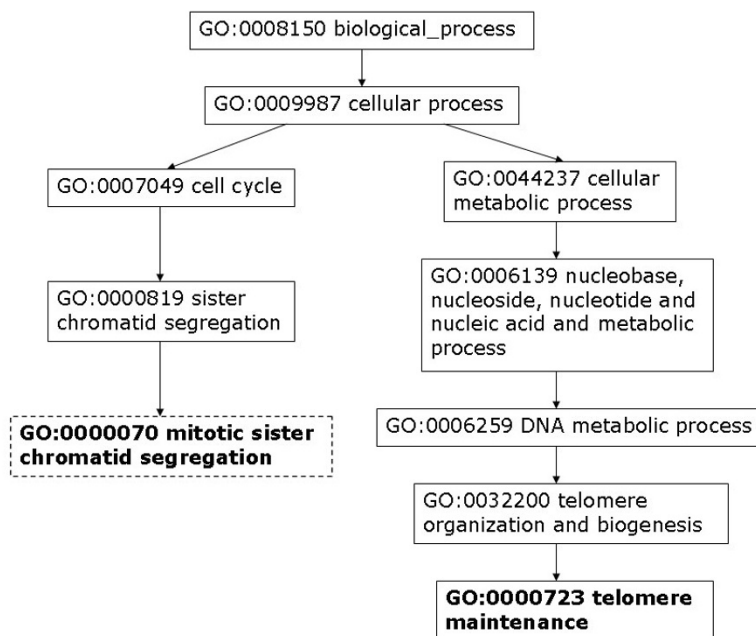 GO:0008150 biological_process
GO:0009987 cellular process
GO:0007049 cell cycle
GO:0044237 cellular
metabolic process
GO:0000819 sister
chromatid segregation
GO:0006139 nucleobase,
nucleoside, nucleotide and
nucleic acid and metabolic
process
GO:0000070 mitotic sister
chromatid segregation
GO:0006259 DNA metabolic process
GO:0032200 telomere
organization and biogenesis
GO:0000723 telomere
maintenance